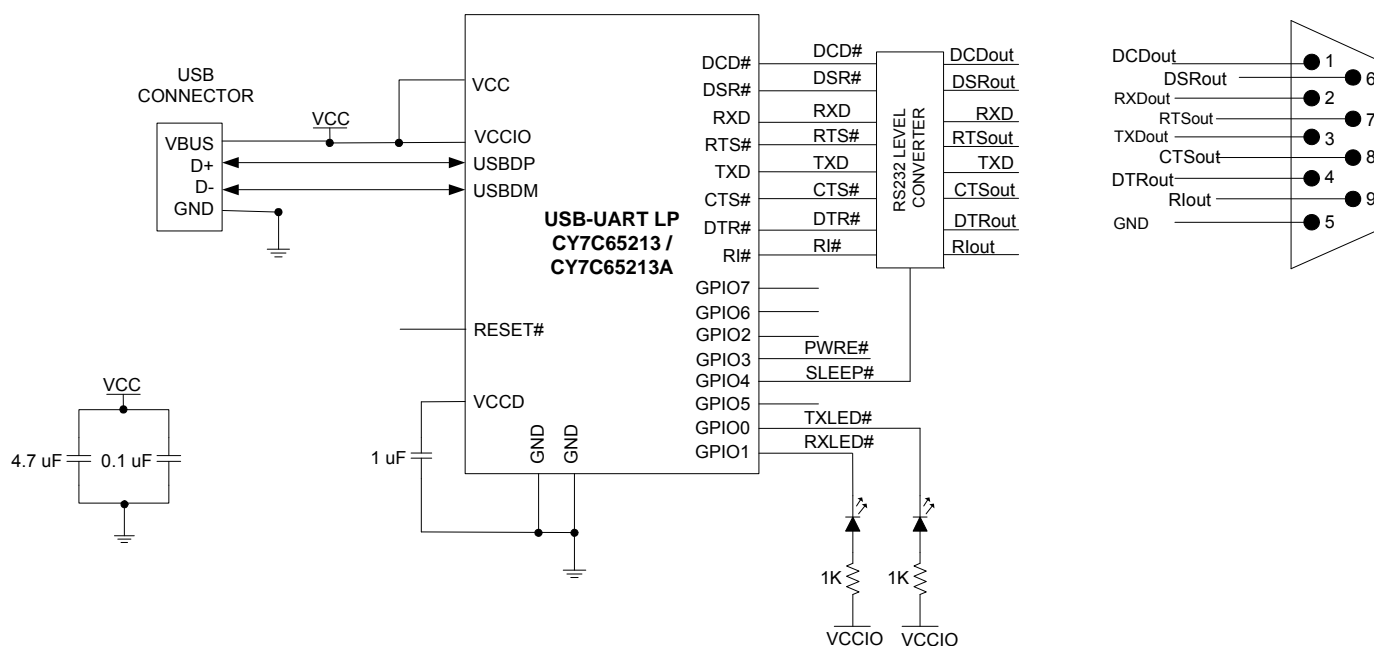 USB
CONNECTOR
VBUS
D+
D-
GND
VCC
VCC
VCCIO
USBDP
USBDM
RESET#
VCCD
GND
GND
USB-UART LP
CY7C65213 /
CY7C65213A
DCD#
DSR#
RXD
RTS#
TXD
CTS#
DTR#
RI#
GPIO7
GPIO6
GPIO2
GPIO3
GPIO4
GPIO5
GPIO0
GPIO1
DCD#
DSR#
RXD
RTS#
TXD
CTS#
DTR#
RI#
PWRE#
SLEEP#
TXLED#
RXLED#
RS232 LEVEL
CONVERTER
DCDout
DSRout
RXD
RTSout
TXD
CTSout
DTRout
RIout
DCDout 1
DSRout 6
RXDout 2
RTSout 7
TXDout 3
CTSout 8
DTRout 4
RIout 9
GND 5
VCC
4.7 uF
0.1 uF
1 uF
1K
1K
VCCIO
VCCIO